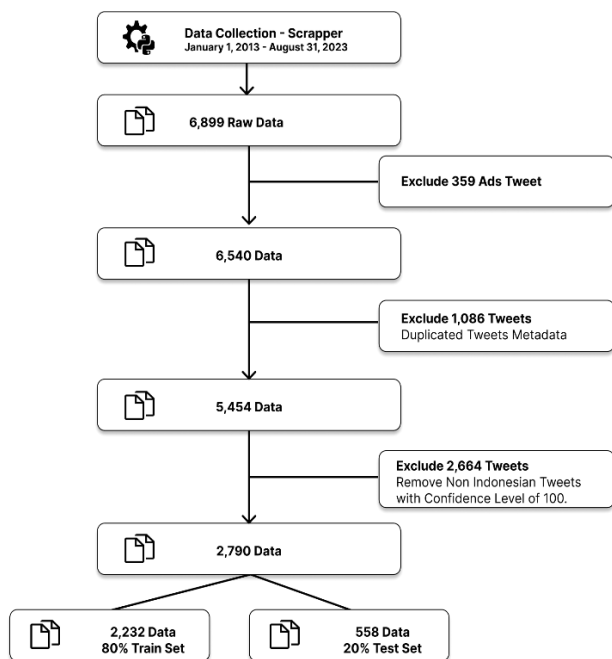 Data Collection - Scrapper
January 1, 2013 - August 31, 2023
6,899 Raw Data
Exclude 359 Ads Tweet
6,540 Data
Exclude 1,086 Tweets
Duplicated Tweets Metadata
5,454 Data
Exclude 2,664 Tweets
Remove Non Indonesian Tweets
with Confidence Level of 100.
2,790 Data
2,232 Data
80% Train Set
558 Data
20% Test Set